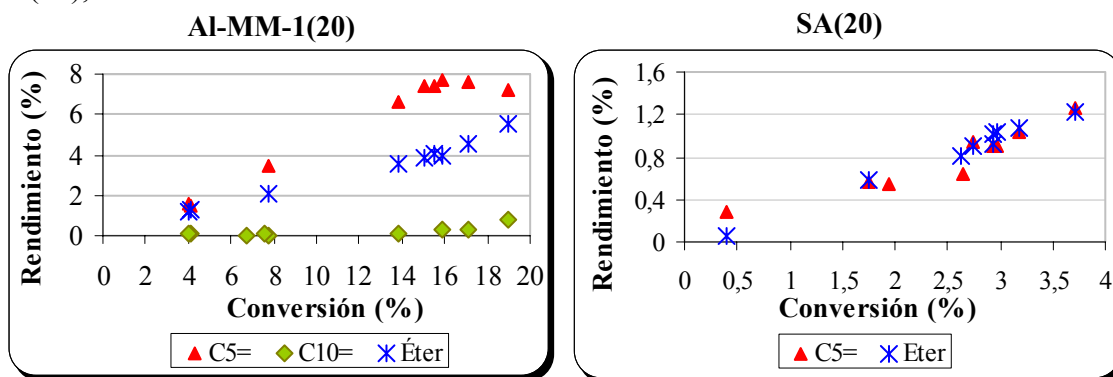 Al-MM-1(20)
Rendimiento (%)
8
6
4
2
0
0 2 4 6 8 10 12 14 16 18 20
Conversión (%)
C5= C10= Éter
SA(20)
Rendimiento (%)
1,6
1,2
0,8
0,4
0
0 0,5 1 1,5 2 2,5 3 3,5 4
Conversión (%)
C5= Eter